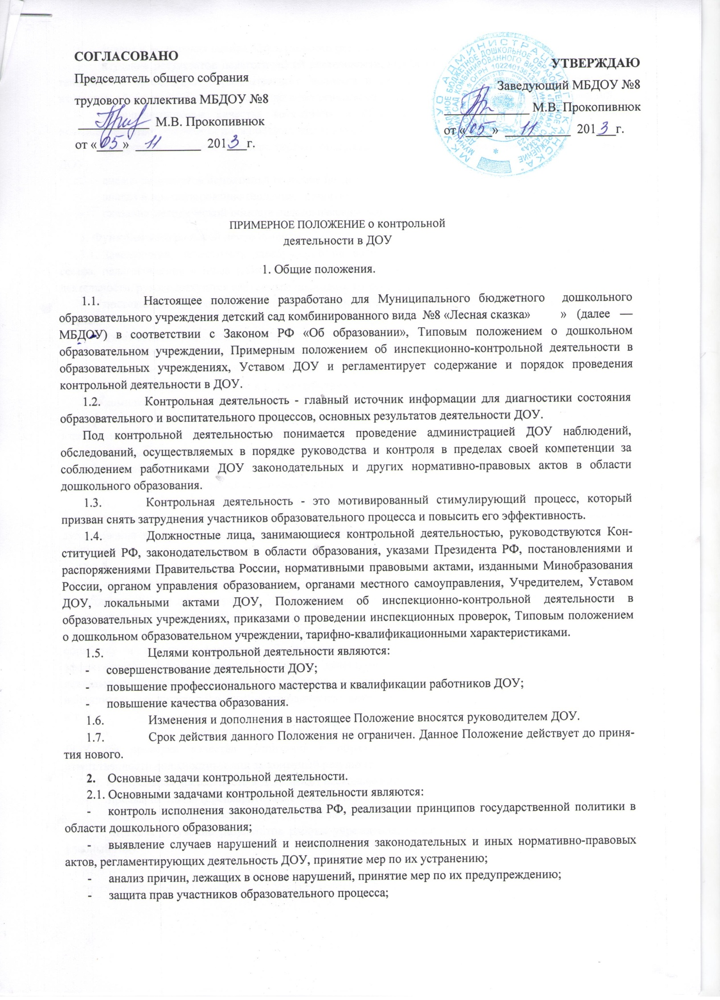 СОГЛАСОВАНО
Председатель общего собрания
трудового коллектива МБДОУ №8
___________ М.В. Прокопивнюк
от «05» 11 2013г.
УТВЕРЖДАЮ
Заведующий МБДОУ №8
_____________ М.В. Прокопивнюк
от «05» 11 2013г.
ПРИМЕРНОЕ ПОЛОЖЕНИЕ о контрольной
деятельности в ДОУ
1. Общие положения.
1.1. Настоящее положение разработано для Муниципального бюджетного дошкольного
образовательного учреждения детский сад комбинированного вида №8 «Лесная сказка» » (далее —
МБДОУ) в соответствии с Законом РФ «Об образовании», Типовым положением о дошкольном
образовательном учреждении, Примерным положением об инспекционно-контрольной деятельности в
образовательных учреждениях, Уставом ДОУ и регламентирует содержание и порядок проведения
контрольной деятельности в ДОУ.
1.2. Контрольная деятельность - главный источник информации для диагностики состояния
образовательного и воспитательного процессов, основных результатов деятельности ДОУ.
Под контрольной деятельностью понимается проведение администрацией ДОУ наблюдений,
обследований, осуществляемых в порядке руководства и контроля в пределах своей компетенции за
соблюдением работниками ДОУ законодательных и других нормативно-правовых актов в области
дошкольного образования.
1.3. Контрольная деятельность - это мотивированный стимулирующий процесс, который
призван снять затруднения участников образовательного процесса и повысить его эффективность.
1.4. Должностные лица, занимающиеся контрольной деятельностью, руководствуются Кон-
ституцией РФ, законодательством в области образования, указами Президента РФ, постановлениями и
распоряжениями Правительства России, нормативными правовыми актами, изданными Минобразования
России, органом управления образованием, органами местного самоуправления, Учредителем, Уставом
ДОУ, локальными актами ДОУ, Положением об инспекционно-контрольной деятельности в
образовательных учреждениях, приказами о проведении инспекционных проверок, Типовым положением
о дошкольном образовательном учреждении, тарифно-квалификационными характеристиками.
1.5. Целями контрольной деятельности являются:
- совершенствование деятельности ДОУ;
- повышение профессионального мастерства и квалификации работников ДОУ;
- повышение качества образования.
1.6. Изменения и дополнения в настоящее Положение вносятся руководителем ДОУ.
1.7. Срок действия данного Положения не ограничен. Данное Положение действует до приня-
тия нового.
2. Основные задачи контрольной деятельности.
2.1. Основными задачами контрольной деятельности являются:
- контроль исполнения законодательства РФ, реализации принципов государственной политики в
области дошкольного образования;
- выявление случаев нарушений и неисполнения законодательных и иных нормативно-правовых
актов, регламентирующих деятельность ДОУ, принятие мер по их устранению;
- анализ причин, лежащих в основе нарушений, принятие мер по их предупреждению;
- защита прав участников образовательного процесса;